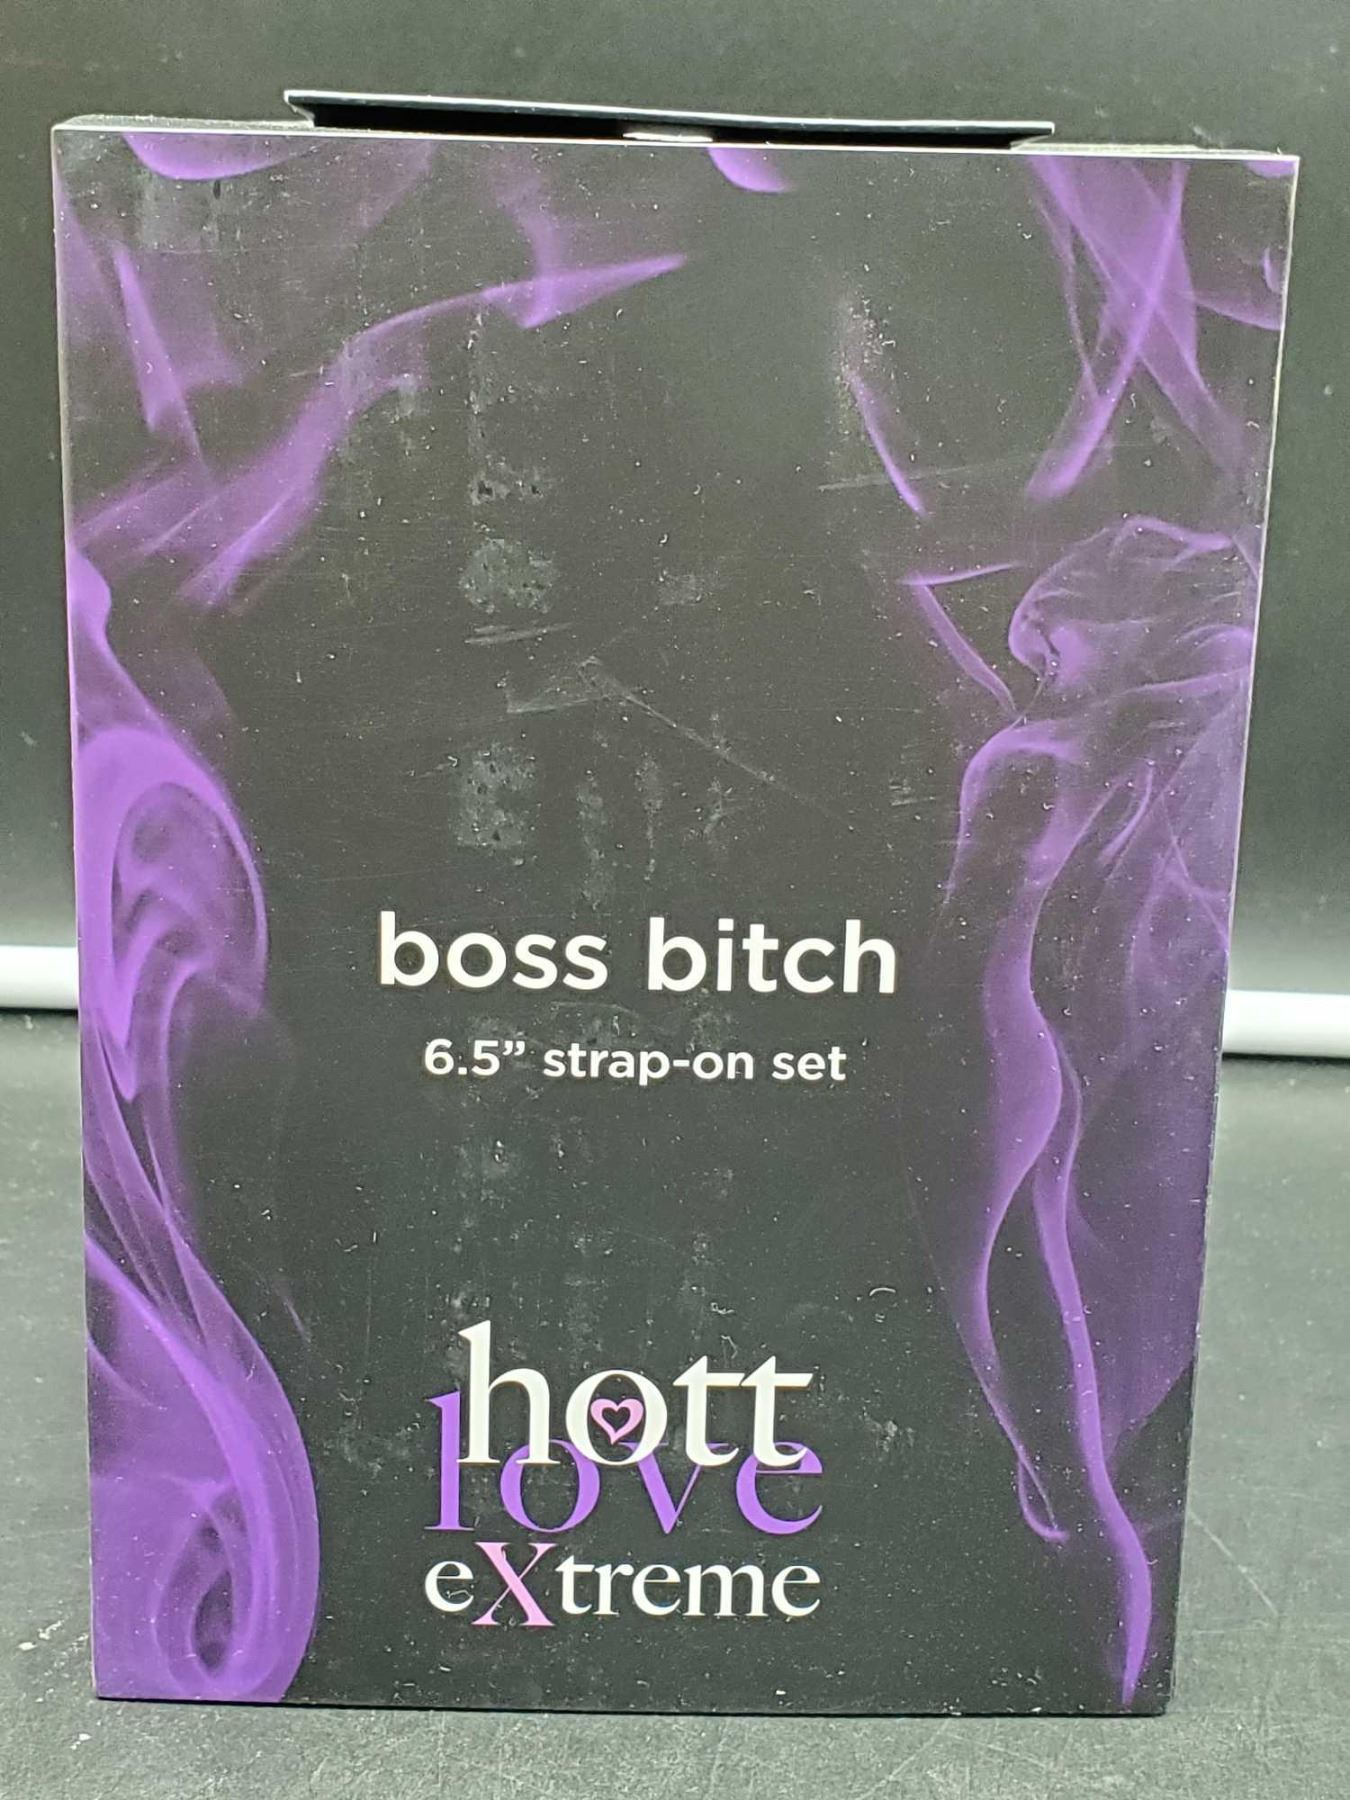 boss bitch
6.5” strap-on set
hott
love
eXtreme